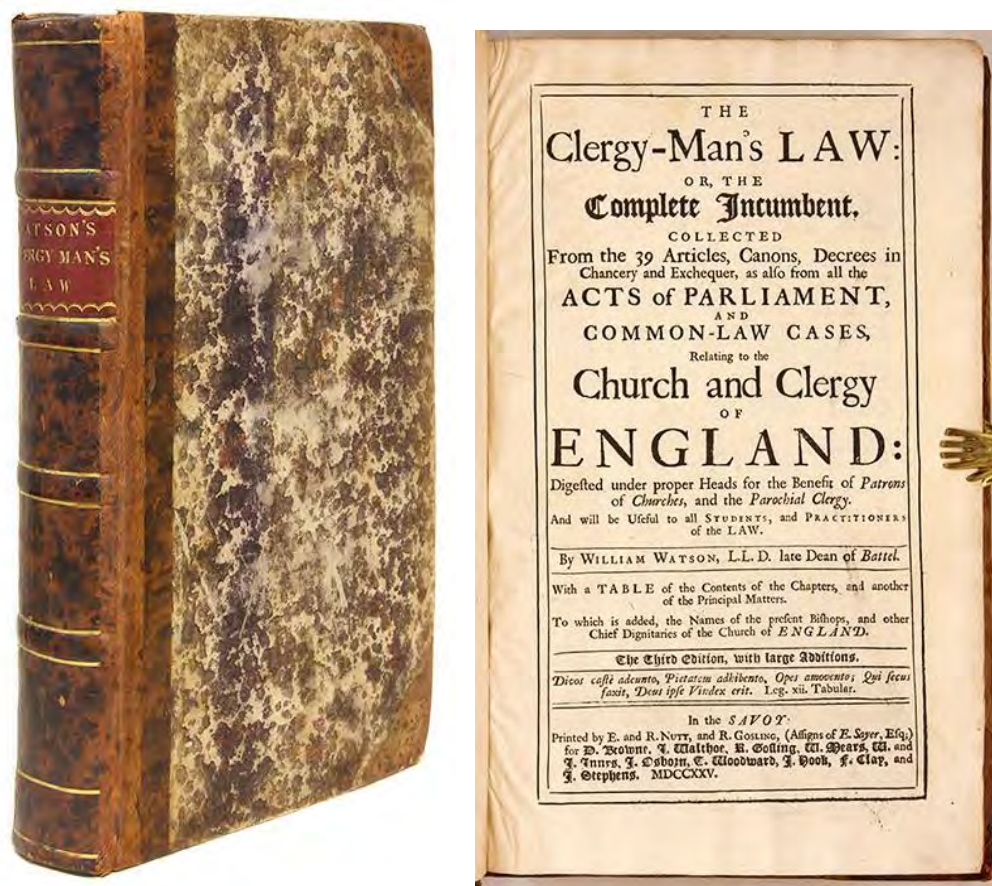 ATSON'S
RGY MAN'S
LAW
THE
Clergy-Man's LAW:
OR, THE
Complete Incumbent,
COLLECTED
From the 39 Articles, Canons, Decrees in
Chancery and Exchequer, as alſo from all the
ACTS of PARLIAMENT,
AND
COMMON-LAW CASES,
Relating to the
Church and Clergy
OF
ENGLAND:
Digeſted under proper Heads for the Benefit of Patrons
of Churches, and the Parochial Clergy.
And will be Uſeful to all STUDENTS, and PRACTITIONERS
of the LAW.
By WILLIAM WATSON, L.L.D. late Dean of Battel.
With a TABLE of the Contents of the Chapters, and another
of the Principal Matters.
To which is added, the Names of the preſent Biſhops, and other
Chief Dignitaries of the Church of ENGLAND.
The Third Edition, with large Additions.
Divos caſtè adeunto, Pietatem adhibento, Opes amovento; Qui ſecus
faxit, Deus ipſe Vindex erit. Leg. xii. Tabular.
In the SAVOY:
Printed by E. and R. NUTT, and R. GOSLING, (Aſſigns of E. Sayer, Eſq;)
for D. Browne, J. Walthoe, R. Goſling, W. Mears, W. and
J. Innys, J. Osborn, T. Woodward, J. Hook, F. Clay, and
J. Stephens. MDCCXXV.